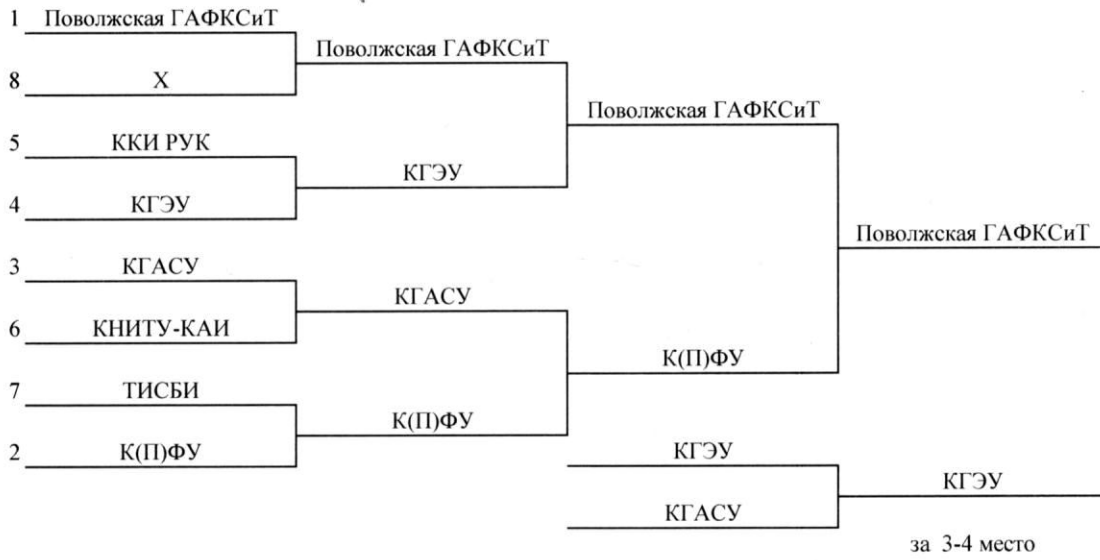 1 Поволжская ГАФКСиТ
Поволжская ГАФКСиТ
8 Х
Поволжская ГАФКСиТ
5 ККИ РУК
КГЭУ
4 КГЭУ
Поволжская ГАФКСиТ
3 КГАСУ
КГАСУ
6 КНИТУ-КАИ
К(П)ФУ
7 ТИСБИ
К(П)ФУ
2 К(П)ФУ
КГЭУ
КГЭУ
КГАСУ
за 3-4 место